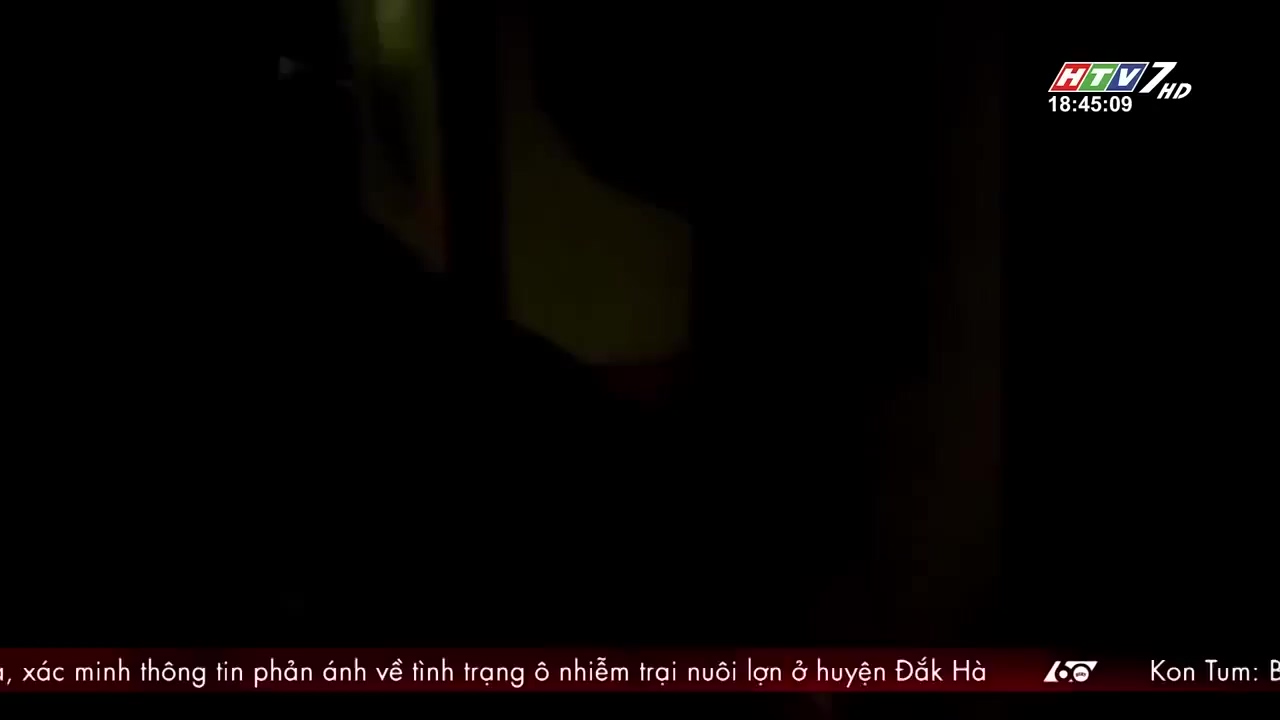 HTV7 HD
18:45:09
, xác minh thông tin phản ánh về tình trạng ô nhiễm trại nuôi lợn ở huyện Đắk Hà 60 Kon Tum: